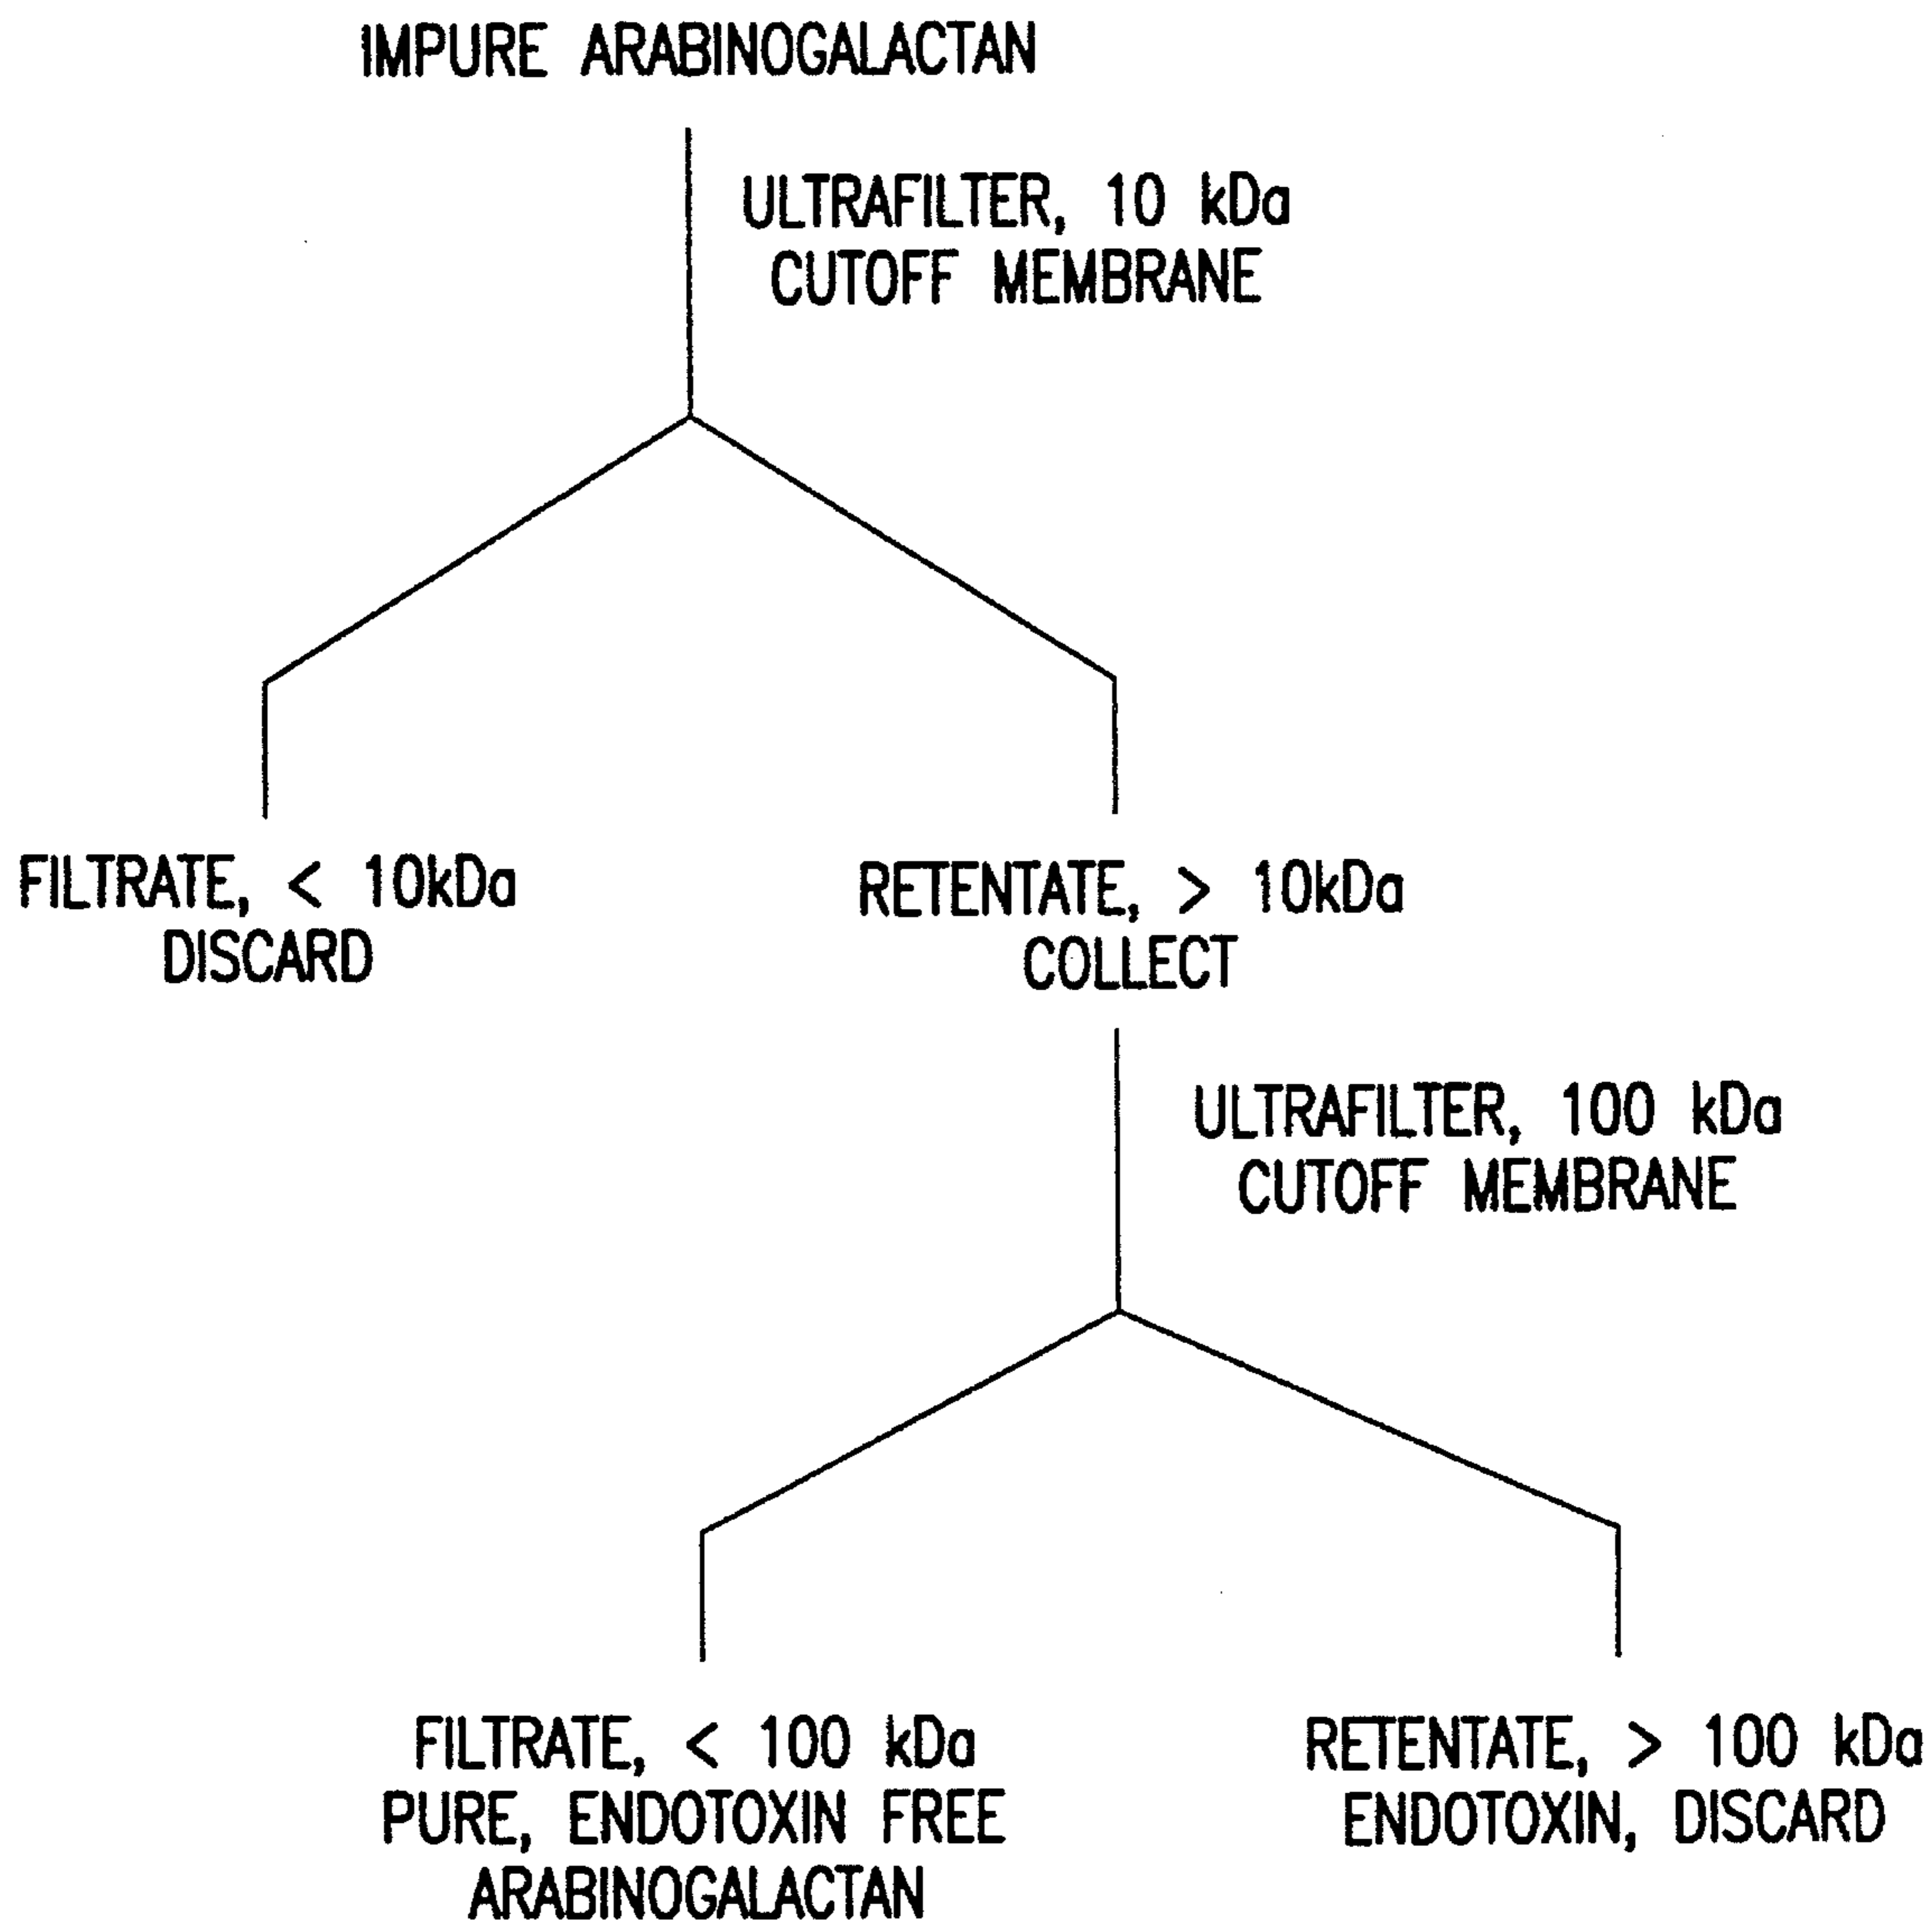 IMPURE ARABINOGALACTAN
ULTRAFILTER, 10 kDa
CUTOFF MEMBRANE
FILTRATE, < 10kDa
DISCARD
RETENTATE, > 10kDa
COLLECT
ULTRAFILTER, 100 kDa
CUTOFF MEMBRANE
FILTRATE, < 100 kDa
PURE, ENDOTOXIN FREE
ARABINOGALACTAN
RETENTATE, > 100 kDa
ENDOTOXIN, DISCARD